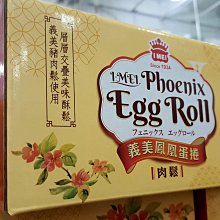 I MEI
Since 1934
I-MEI Phoenix
Egg Roll
フェニックス エッグロール
義美鳳凰蛋捲
肉鬆
層層交疊美味酥鬆
義美豬肉鬆使用